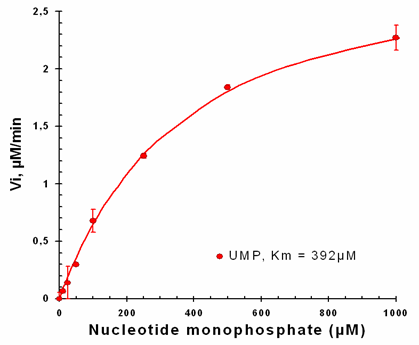 2,5
2
1,5
1
0,5
0
Vi, µM/min
UMP, Km = 392µM
0 200 400 600 800 1000
Nucleotide monophosphate (µM)